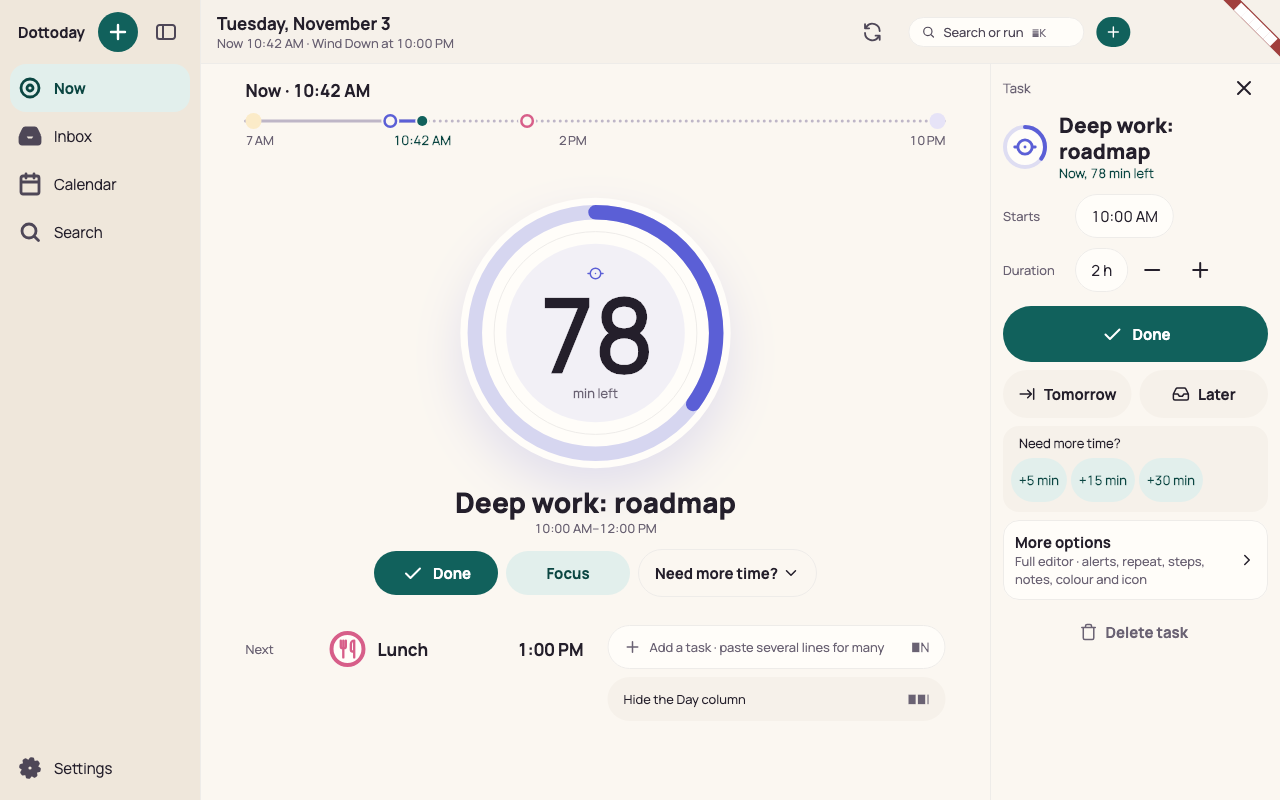 Dottoday
Now
Inbox
Calendar
Search
Settings
Tuesday, November 3
Now 10:42 AM · Wind Down at 10:00 PM
Search or run
K
Now · 10:42 AM
7 AM
10:42 AM
2 PM
10 PM
78
min left
Deep work: roadmap
10:00 AM–12:00 PM
Done
Focus
Need more time?
Next
Lunch
1:00 PM
Add a task · paste several lines for many
N
Hide the Day column
Task
Deep work:
roadmap
Now, 78 min left
Starts
10:00 AM
Duration
2 h
Done
Tomorrow
Later
Need more time?
+5 min
+15 min
+30 min
More options
Full editor · alerts, repeat, steps,
notes, colour and icon
Delete task